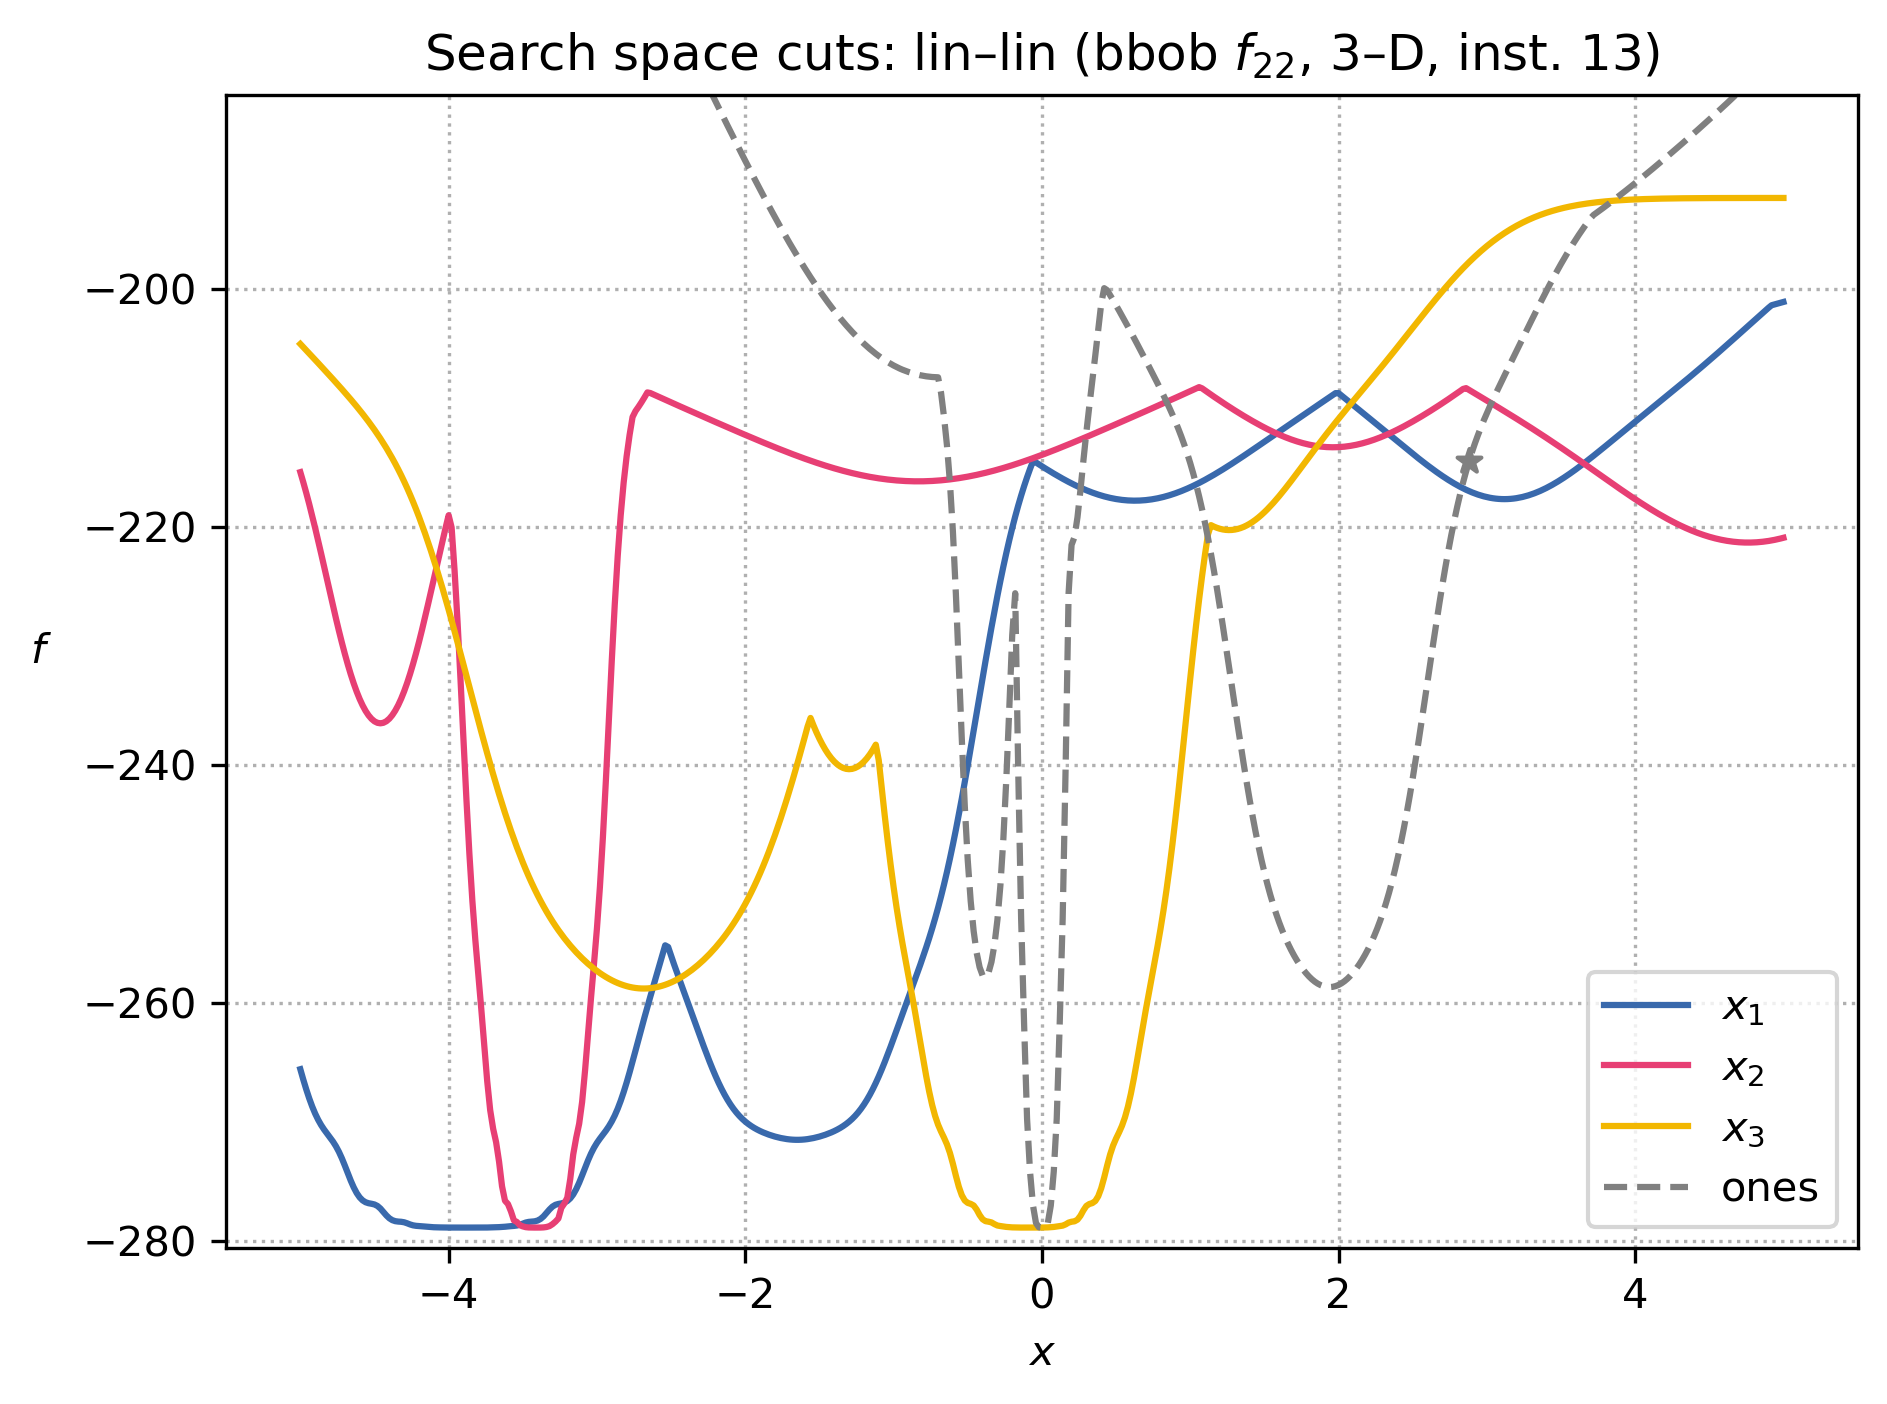 Search space cuts: lin–lin (bbob f₂₂, 3–D, inst. 13)
−200
−220
−240
−260
−280
f
−4
−2
0
2
4
x
x₁
x₂
x₃
ones